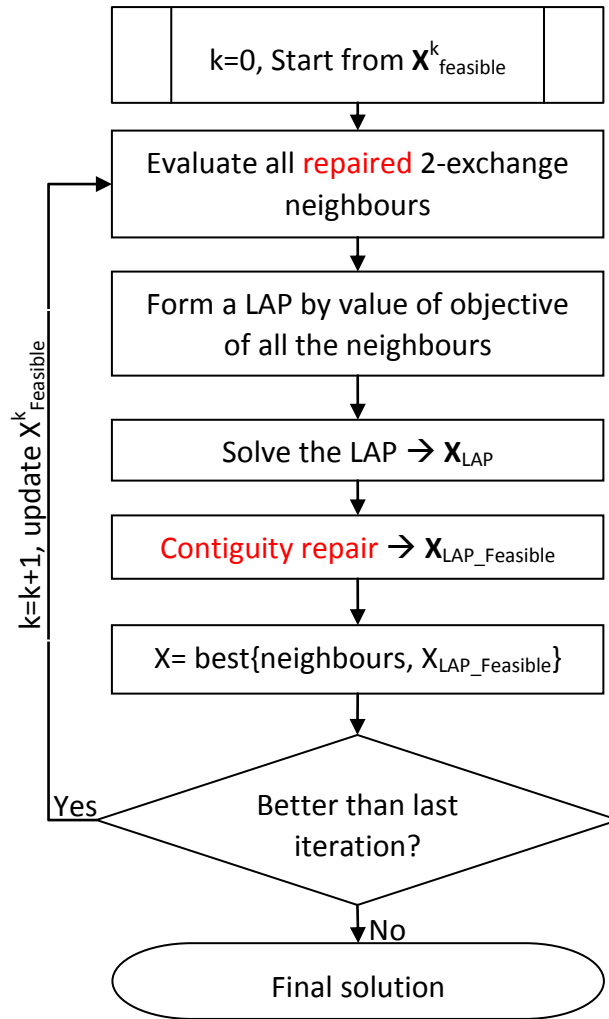 k=0, Start from X^k_feasible
Evaluate all repaired 2-exchange
neighbours
Form a LAP by value of objective
of all the neighbours
Solve the LAP → X_LAP
Contiguity repair → X_LAP_Feasible
X= best{neighbours, X_LAP_Feasible}
Better than last
iteration?
Yes
k=k+1, update X^k_Feasible
No
Final solution